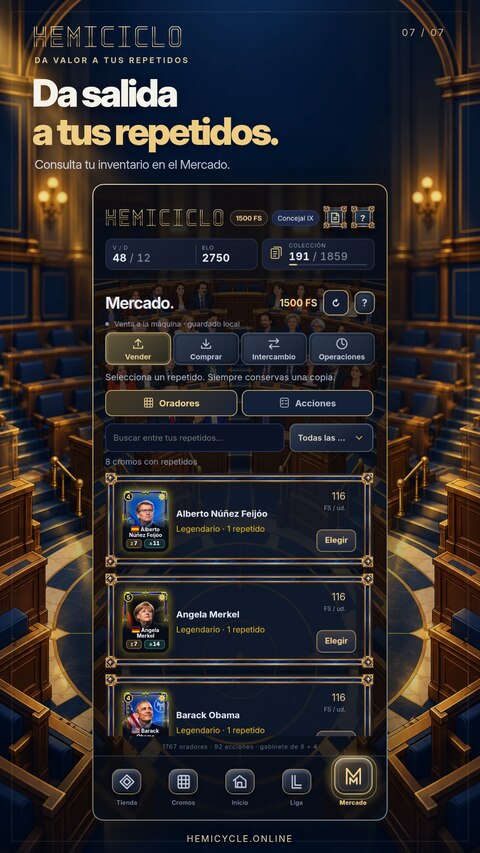 HEMICICLO
07 / 07
DA VALOR A TUS REPETIDOS
Da salida
a tus repetidos.
Consulta tu inventario en el Mercado.
HEMICICLO
1500 FS
Concejal IX
?
V / D
48 / 12
ELO
2750
COLECCIÓN
191 / 1859
Mercado.
1500 FS
?
Venta a la máquina · guardado local
Vender
Comprar
Intercambio
Operaciones
Selecciona un repetido. Siempre conservas una copia.
Oradores
Acciones
Buscar entre tus repetidos...
Todas las ...
8 cromos con repetidos
4
Alberto
Núñez Feijóo
7
11
Alberto Núñez Feijóo
Legendario · 1 repetido
116
FS / ud.
Elegir
5
Angela
Merkel
7
14
Angela Merkel
Legendario · 1 repetido
116
FS / ud.
Elegir
4
Barack
Obama
Barack Obama
Legendario · 1 repetido
116
FS / ud.
1767 oradores · 92 acciones · gabinete de 8 + 4
Tienda
Cromos
Inicio
Liga
Mercado
HEMICYCLE.ONLINE